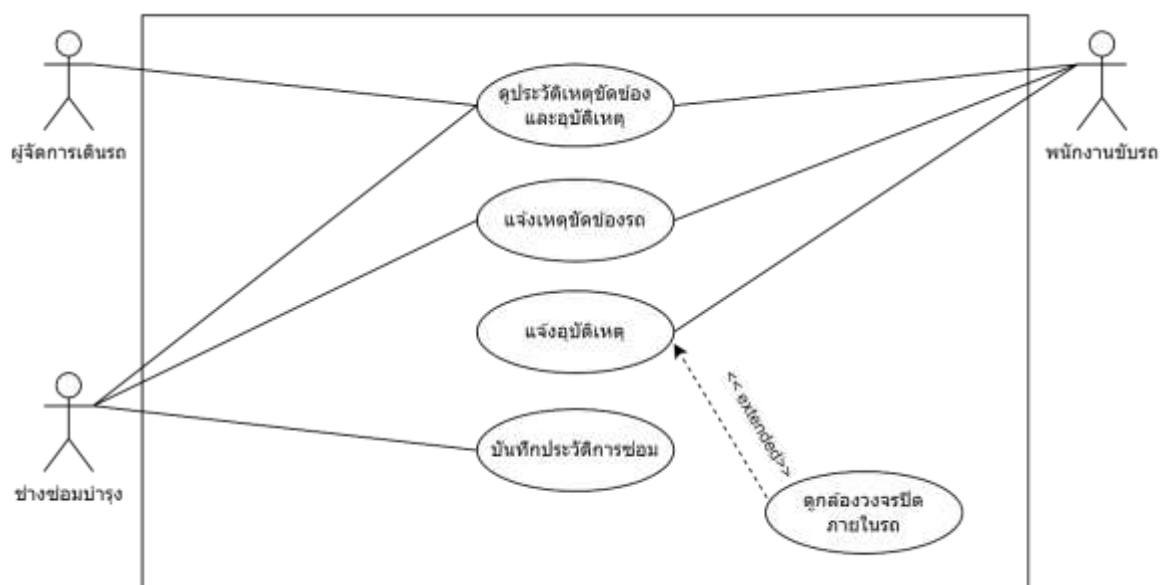 ดูประวัติเหตุขัดข้อง
และอุบัติเหตุ
ผู้จัดการเดินรถ
พนักงานขับรถ
แจ้งเหตุขัดข้องรถ
แจ้งอุบัติเหตุ
<< extended>>
บันทึกประวัติการซ่อม
ช่างซ่อมบำรุง
ดูกล้องวงจรปิด
ภายในรถ